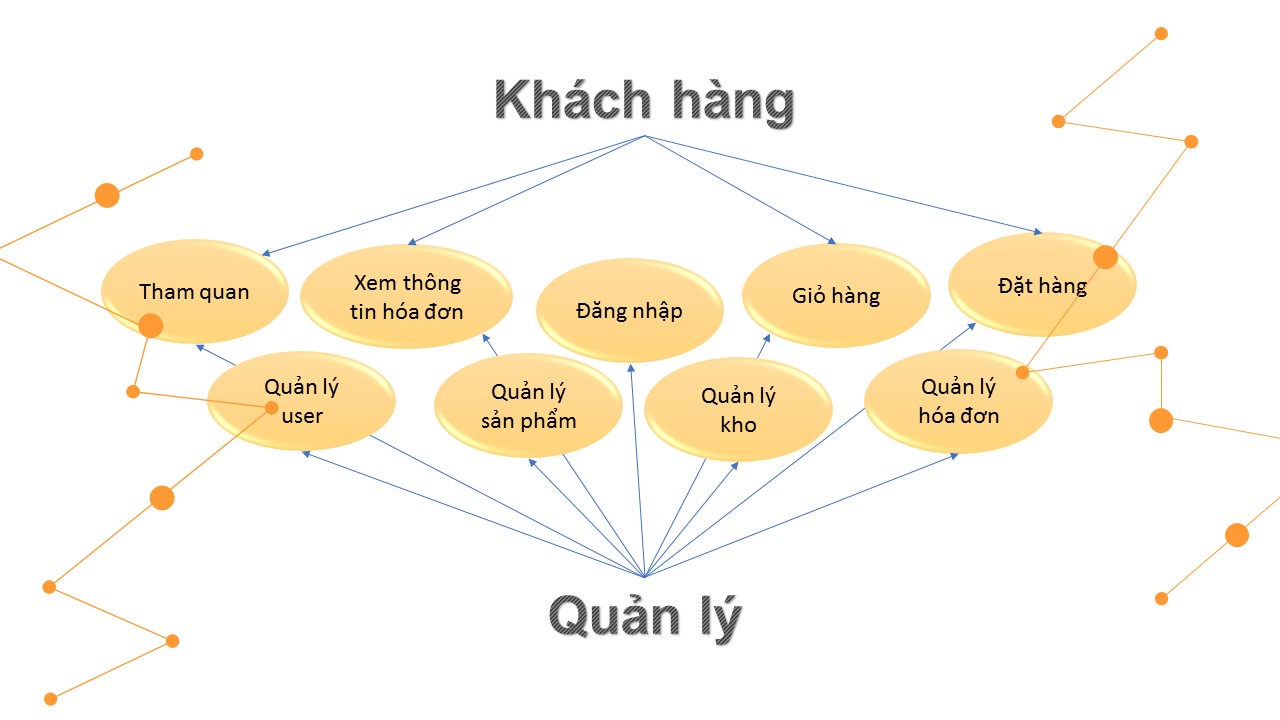 Khách hàng
Tham quan
Xem thông
tin hóa đơn
Đăng nhập
Giỏ hàng
Đặt hàng
Quản lý
user
Quản lý
sản phẩm
Quản lý
kho
Quản lý
hóa đơn
Quản lý